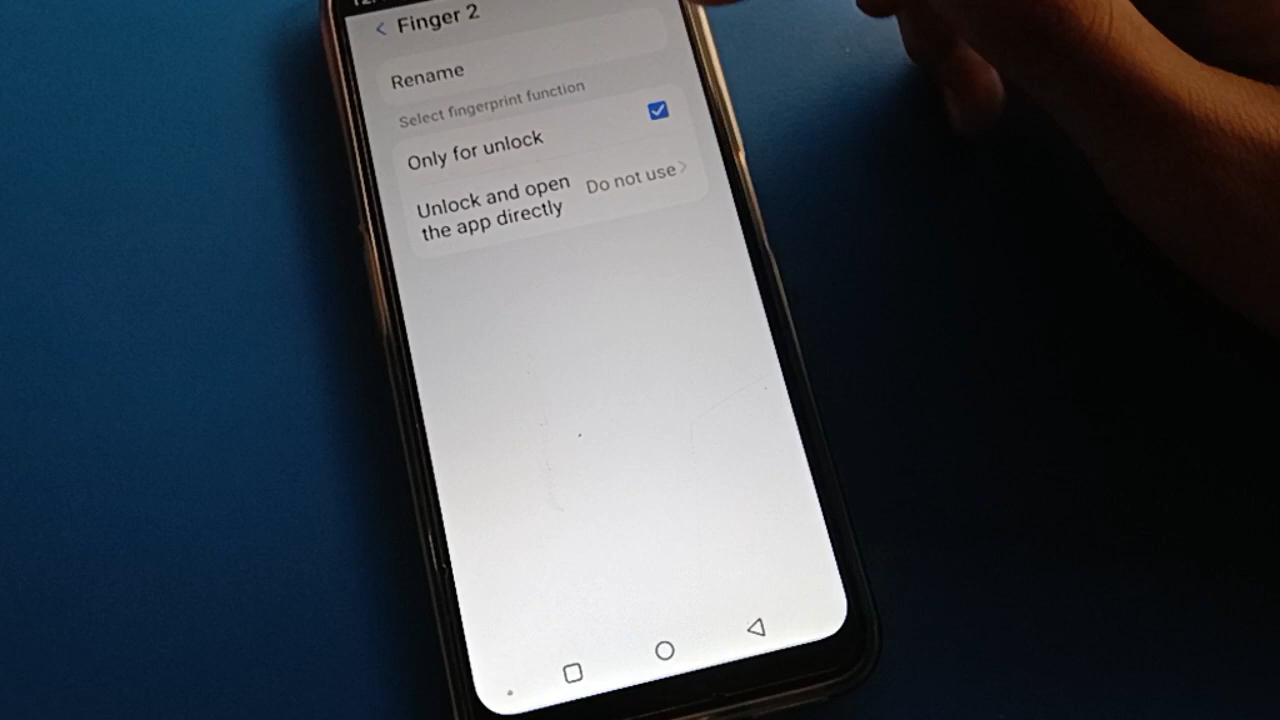 Finger 2
Rename
Select fingerprint function
Only for unlock
Unlock and open
the app directly
Do not use